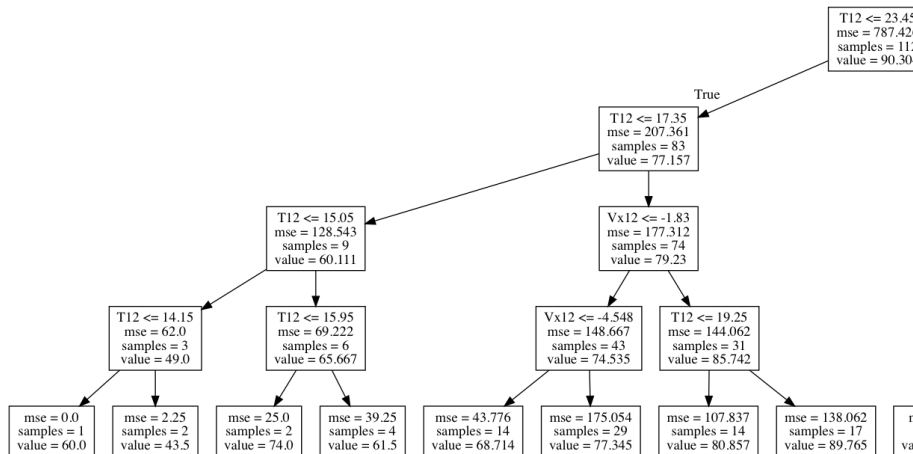 T12 <= 23.45
mse = 787.426
samples = 112
value = 90.304
True
T12 <= 17.35
mse = 207.361
samples = 83
value = 77.157
T12 <= 15.05
mse = 128.543
samples = 9
value = 60.111
Vx12 <= -1.83
mse = 177.312
samples = 74
value = 79.23
T12 <= 14.15
mse = 62.0
samples = 3
value = 49.0
T12 <= 15.95
mse = 69.222
samples = 6
value = 65.667
Vx12 <= -4.548
mse = 148.667
samples = 43
value = 74.535
T12 <= 19.25
mse = 144.062
samples = 31
value = 85.742
mse = 0.0
samples = 1
value = 60.0
mse = 2.25
samples = 2
value = 43.5
mse = 25.0
samples = 2
value = 74.0
mse = 39.25
samples = 4
value = 61.5
mse = 43.776
samples = 14
value = 68.714
mse = 175.054
samples = 29
value = 77.345
mse = 107.837
samples = 14
value = 80.857
mse = 138.062
samples = 17
value = 89.765